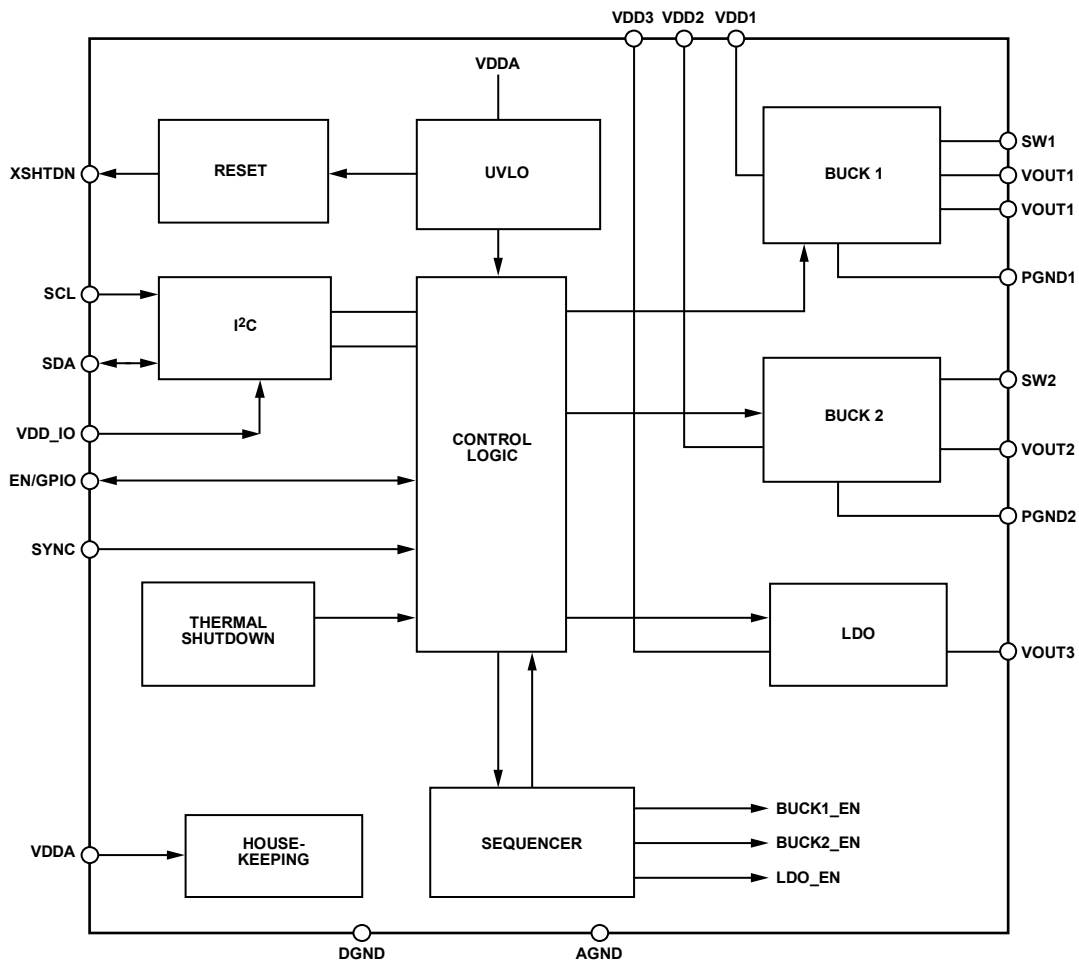 VDD3 VDD2 VDD1
VDDA
RESET
UVLO
BUCK 1
SW1
VOUT1
VOUT1
XSHTDN
PGND1
SCL
I²C
SDA
SW2
BUCK 2
VDD_IO
CONTROL
LOGIC
VOUT2
EN/GPIO
PGND2
SYNC
THERMAL
SHUTDOWN
LDO
VOUT3
BUCK1_EN
HOUSE-
KEEPING
SEQUENCER
BUCK2_EN
VDDA
LDO_EN
DGND
AGND